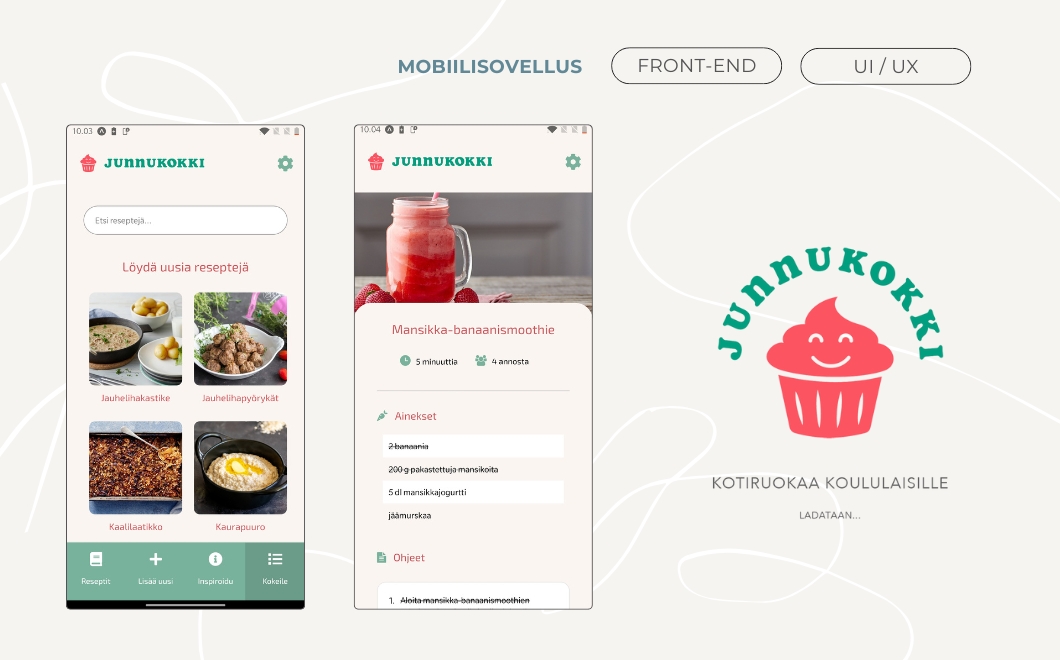 MOBIILISOVELLUS
FRONT-END
UI / UX
10.03
JUNNUKOKKI
Etsi reseptejä...
Löydä uusia reseptejä
Jauhelihakastike
Jauhelihapyörykät
Kaalilaatikko
Kaurapuuro
Reseptit
Lisää uusi
Inspiroidu
Kokeile
10.04
JUNNUKOKKI
Mansikka-banaanismoothie
5 minuuttia
4 annosta
Ainekset
2 banaania
200 g pakastettuja mansikoita
5 dl mansikkajogurtti
jäämurskaa
Ohjeet
1. Aloita mansikka-banaanismoothien
JUNNUKOKKI
KOTIRUOKAA KOULULAISILLE
LADATAAN...